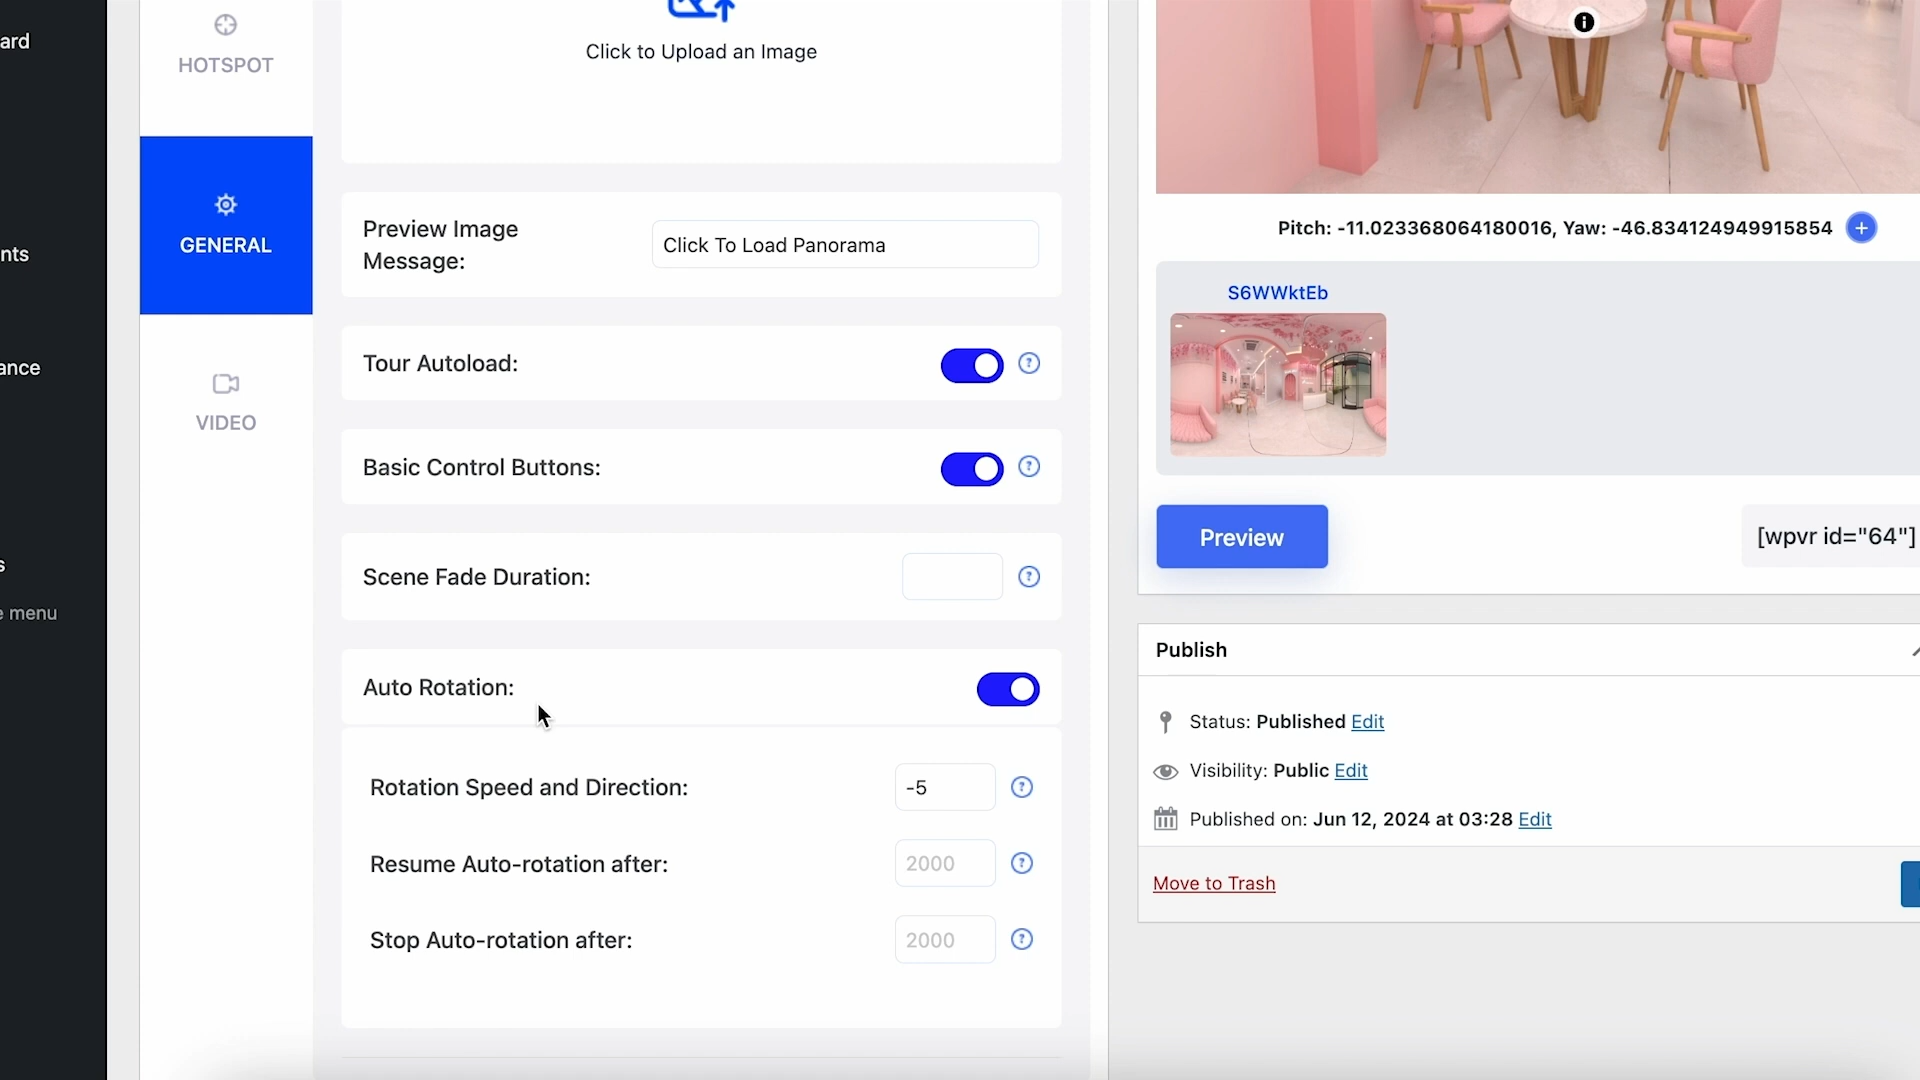 ard
nts
ance
s
e menu
HOTSPOT
GENERAL
VIDEO
Click to Upload an Image
Preview Image
Message:
Click To Load Panorama
Tour Autoload:
Basic Control Buttons:
Scene Fade Duration:
Auto Rotation:
Rotation Speed and Direction:
-5
Resume Auto-rotation after:
2000
Stop Auto-rotation after:
2000
Pitch: -11.023368064180016, Yaw: -46.834124949915854
S6WWktEb
Preview
[wpvr id="64"]
Publish
Status: Published Edit
Visibility: Public Edit
Published on: Jun 12, 2024 at 03:28 Edit
Move to Trash